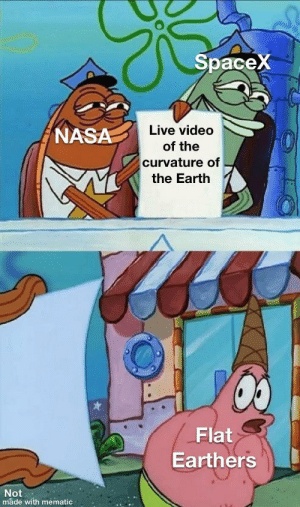 SpaceX
NASA
Live video
of the
curvature of
the Earth
Flat
Earthers
Not
made with mematic